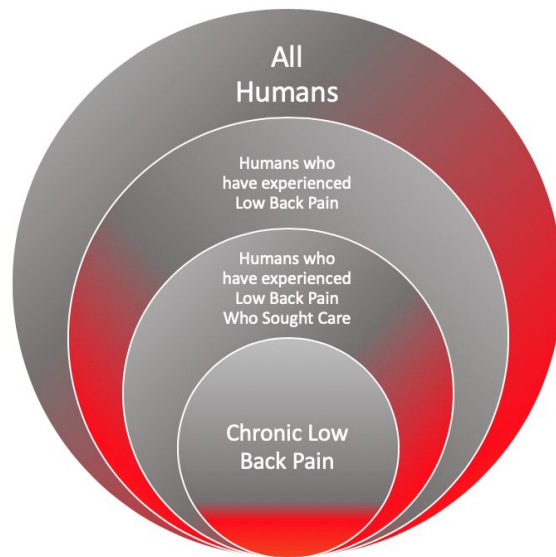 All
Humans
Humans who
have experienced
Low Back Pain
Humans who
have experienced
Low Back Pain
Who Sought Care
Chronic Low
Back Pain